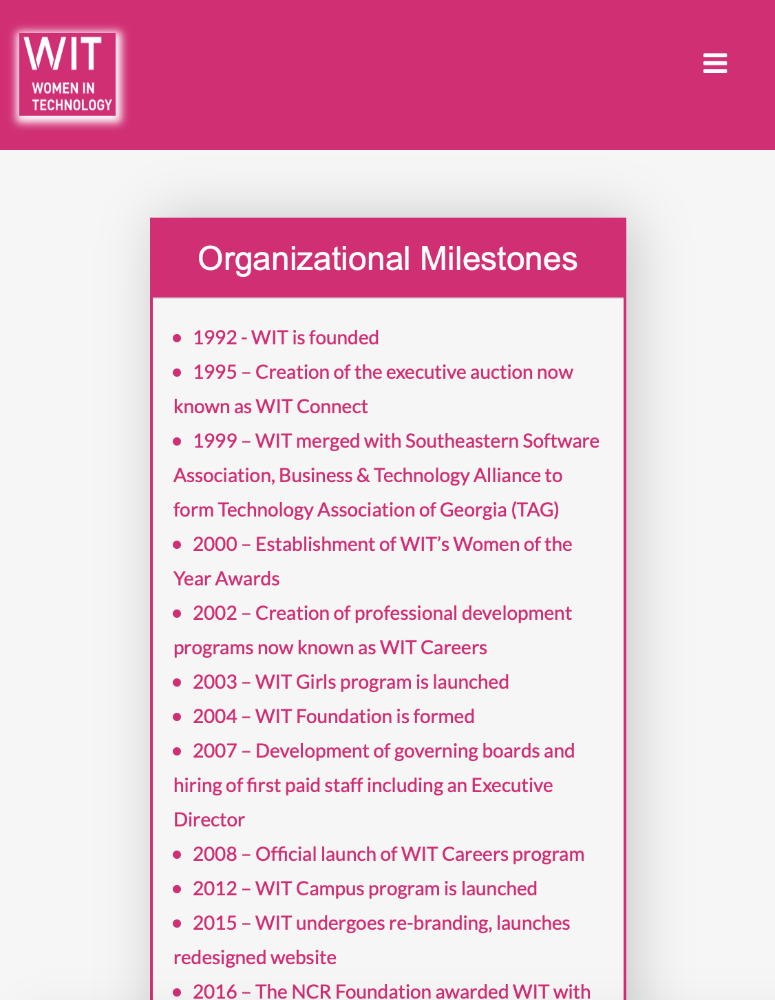 WIT
WOMEN IN
TECHNOLOGY
Organizational Milestones
• 1992 - WIT is founded
• 1995 – Creation of the executive auction now
known as WIT Connect
• 1999 – WIT merged with Southeastern Software
Association, Business & Technology Alliance to
form Technology Association of Georgia (TAG)
• 2000 – Establishment of WIT’s Women of the
Year Awards
• 2002 – Creation of professional development
programs now known as WIT Careers
• 2003 – WIT Girls program is launched
• 2004 – WIT Foundation is formed
• 2007 – Development of governing boards and
hiring of first paid staff including an Executive
Director
• 2008 – Official launch of WIT Careers program
• 2012 – WIT Campus program is launched
• 2015 – WIT undergoes re-branding, launches
redesigned website
• 2016 – The NCR Foundation awarded WIT with